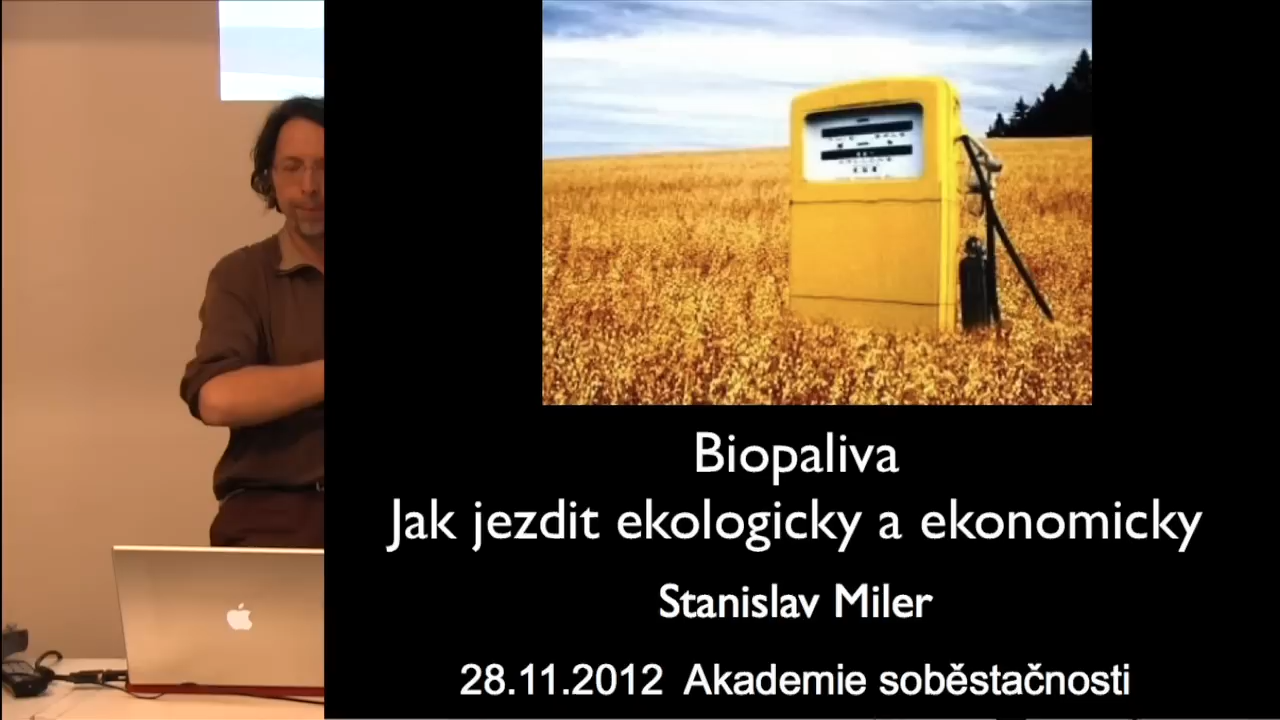 Biopaliva
Jak jezdit ekologicky a ekonomicky
Stanislav Miler
28.11.2012 Akademie soběstačnosti